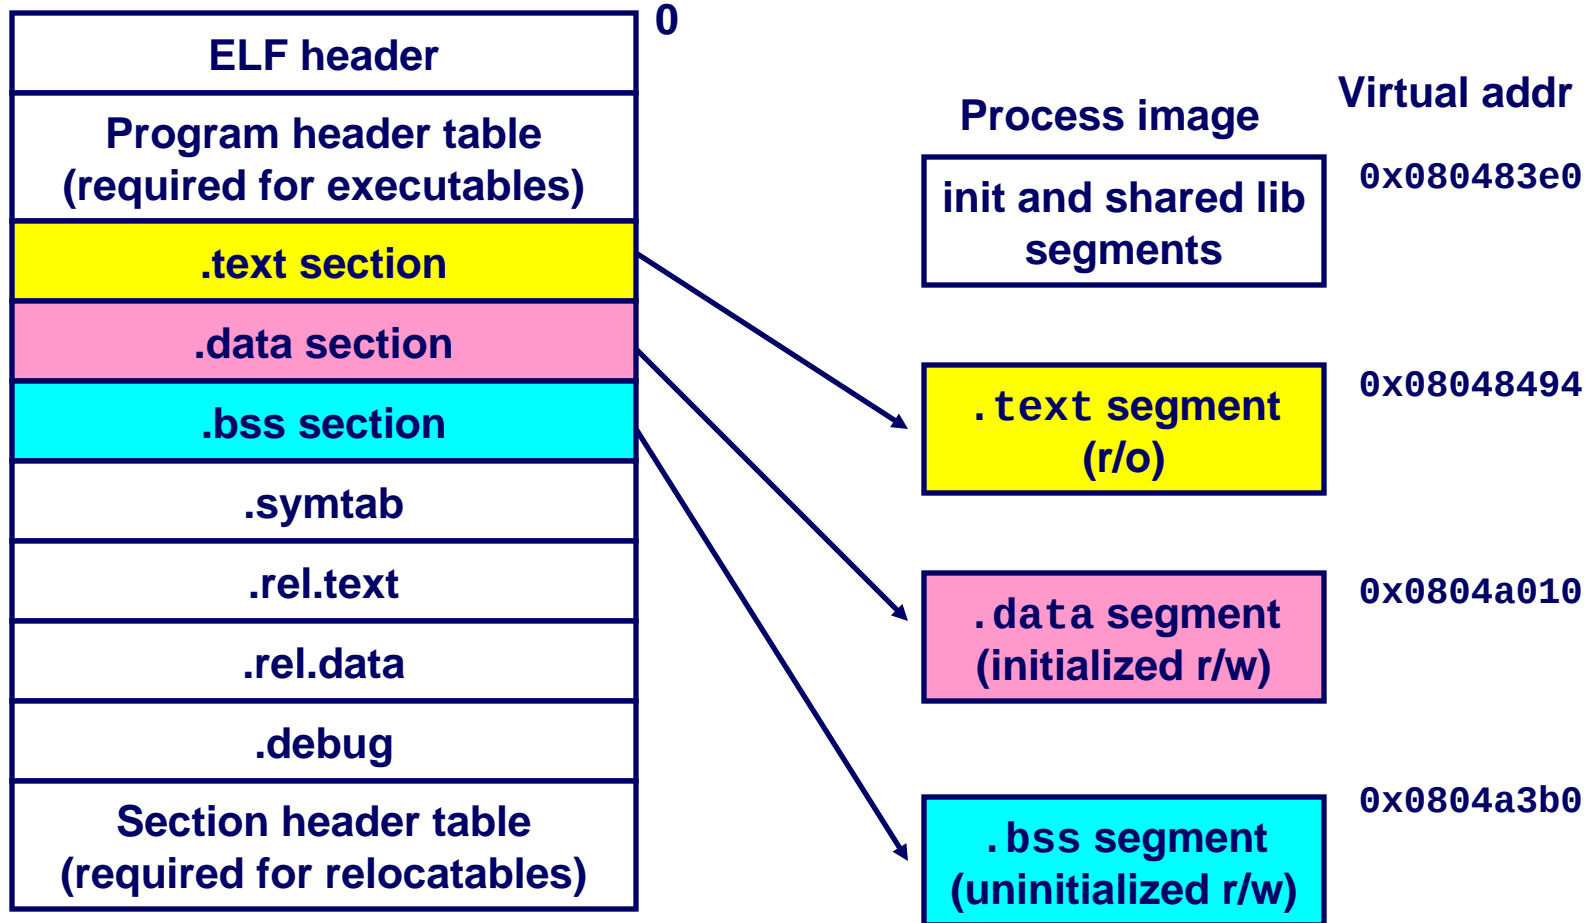 0
ELF header
Program header table
(required for executables)
.text section
.data section
.bss section
.symtab
.rel.text
.rel.data
.debug
Section header table
(required for relocatables)
Process image
Virtual addr
init and shared lib
segments
0x080483e0
.text segment
(r/o)
0x08048494
.data segment
(initialized r/w)
0x0804a010
.bss segment
(uninitialized r/w)
0x0804a3b0